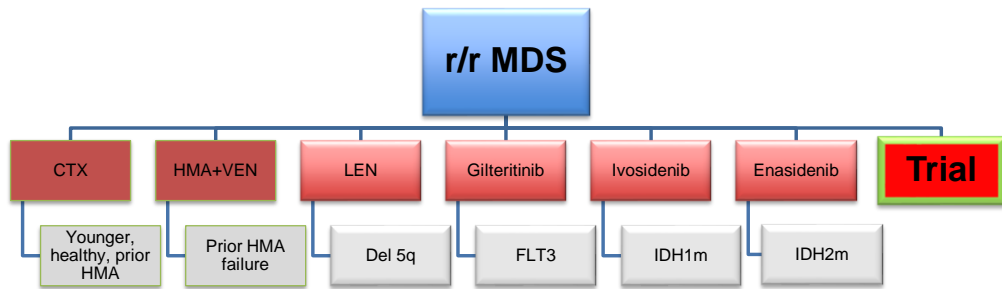 r/r MDS
CTX
HMA+VEN
LEN
Gilteritinib
Ivosidenib
Enasidenib
Trial
Younger,
healthy, prior
HMA
Prior HMA
failure
Del 5q
FLT3
IDH1m
IDH2m